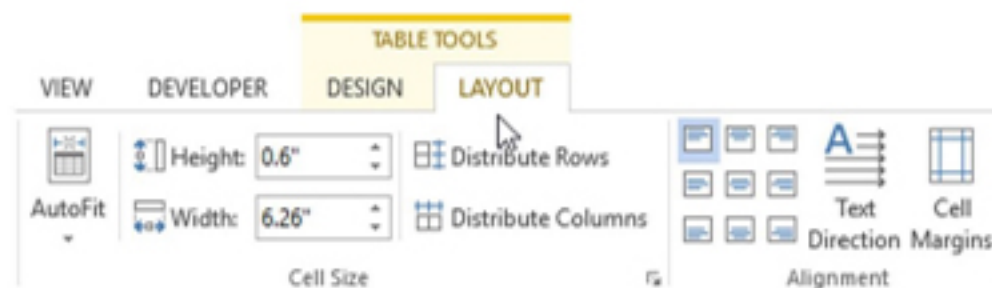 TABLE TOOLS
VIEW DEVELOPER DESIGN LAYOUT
Height: 0.6" Distribute Rows
AutoFit Width: 6.26" Distribute Columns
Text Cell
Direction Margins
Cell Size Alignment